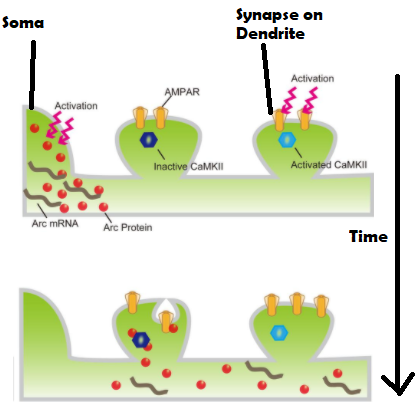 Soma
Synapse on
Dendrite
Activation
AMPAR
Activation
Inactive CaMKII
Activated CaMKII
Arc mRNA
Arc Protein
Time